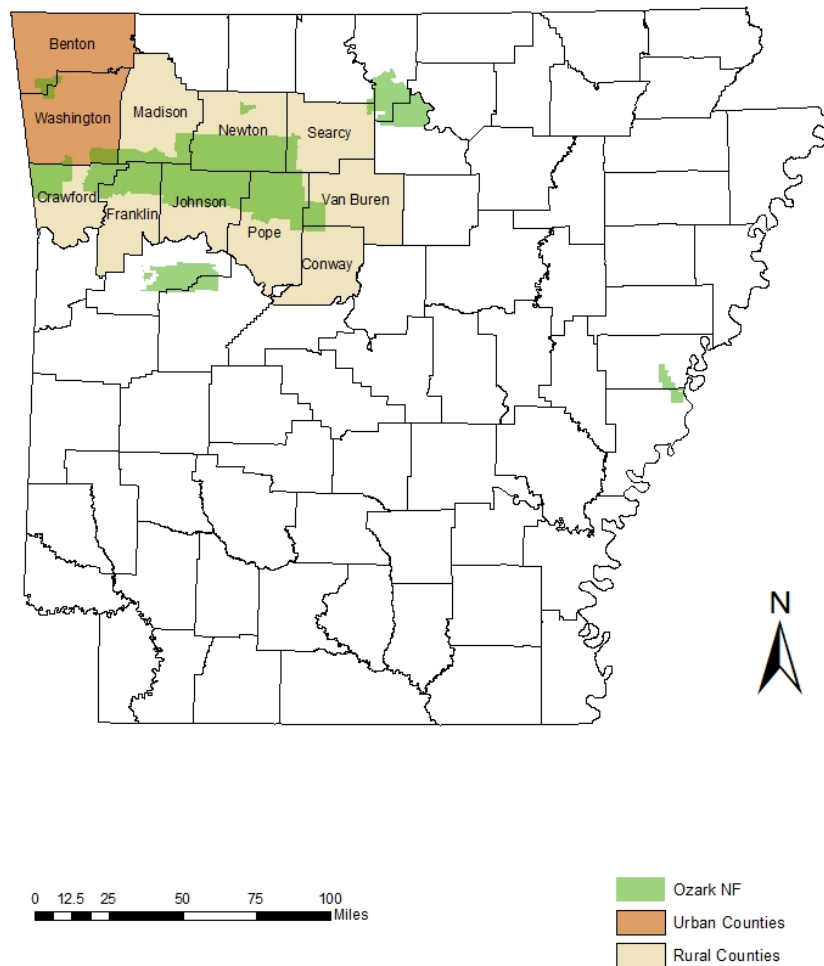 Benton
Washington
Madison
Newton
Searcy
Crawford
Franklin
Johnson
Pope
Van Buren
Conway
N
0 12.5 25 50 75 100
Miles
Ozark NF
Urban Counties
Rural Counties